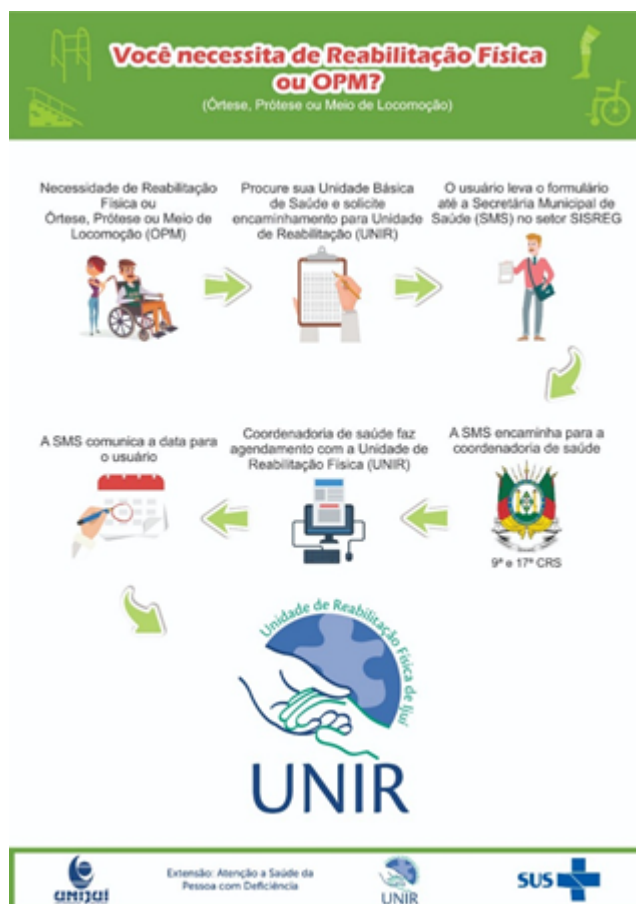 Você necessita de Reabilitação Física
ou OPM?
(Órtese, Prótese ou Meio de Locomoção)
Necessidade de Reabilitação
Física ou
Órtese, Prótese ou Meio de
Locomoção (OPM)
Procure sua Unidade Básica
de Saúde e solicite
encaminhamento para Unidade
de Reabilitação (UNIR)
O usuário leva o formulário
até a Secretária Municipal de
Saúde (SMS) no setor SISREG
A SMS comunica a data para
o usuário
Coordenadoria de saúde faz
agendamento com a Unidade de
Reabilitação Física (UNIR)
A SMS encaminha para a
coordenadoria de saúde
9ª e 17ª CRS
Unidade de Reabilitação Física de Ijuí
UNIR
UNIJUÍ
Extensão: Atenção a Saúde da
Pessoa com Deficiência
UNIR
SUS